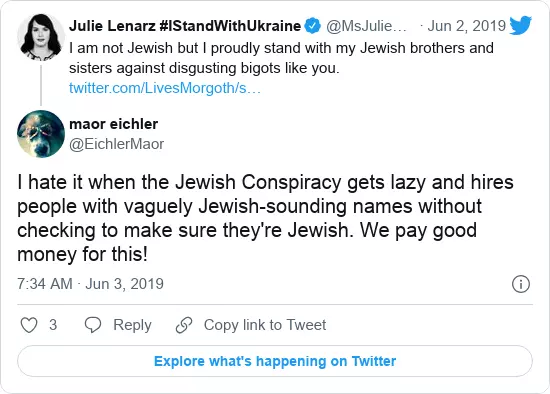 Julie Lenarz #IStandWithUkraine @MsJulie… · Jun 2, 2019
I am not Jewish but I proudly stand with my Jewish brothers and
sisters against disgusting bigots like you.
twitter.com/LivesMorgoth/s…
maor eichler
@EichlerMaor
I hate it when the Jewish Conspiracy gets lazy and hires
people with vaguely Jewish-sounding names without
checking to make sure they're Jewish. We pay good
money for this!
7:34 AM · Jun 3, 2019
3 Reply Copy link to Tweet
Explore what's happening on Twitter